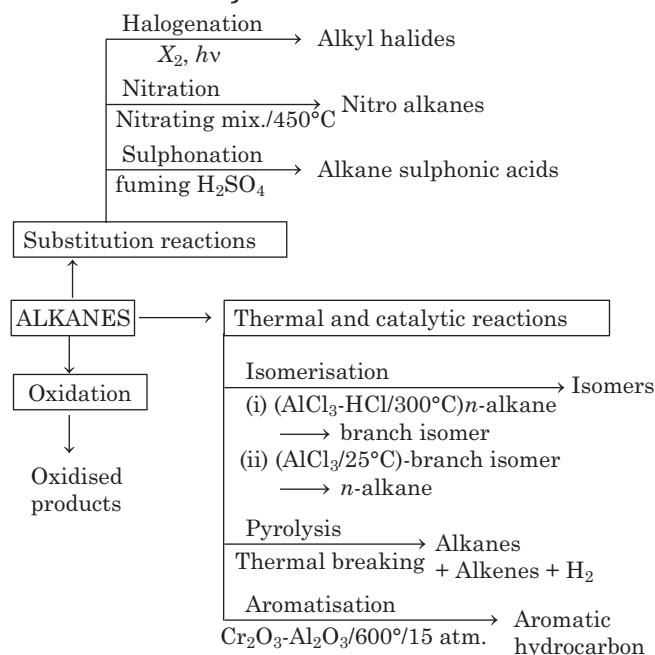 Halogenation
X₂, hν
Alkyl halides
Nitration
Nitrating mix./450°C
Nitro alkanes
Sulphonation
fuming H₂SO₄
Alkane sulphonic acids
Substitution reactions
ALKANES
Thermal and catalytic reactions
Oxidation
Oxidised
products
Isomerisation
Isomers
(i) (AlCl₃-HCl/300°C)n-alkane
⟶ branch isomer
(ii) (AlCl₃/25°C)-branch isomer
⟶ n-alkane
Pyrolysis
Thermal breaking
Alkanes
+ Alkenes + H₂
Aromatisation
Cr₂O₃-Al₂O₃/600°/15 atm.
Aromatic
hydrocarbon